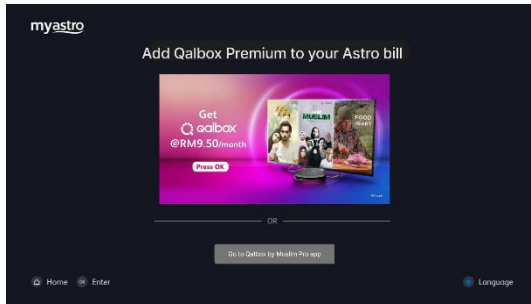 myastro
Add Qalbox Premium to your Astro bill
Get
Qalbox
@RM9.50/month
Press OK
MUSLIM
FOOD
OR
Go to Qalbox by Muslim Pro app
Home
OK
Enter
Language